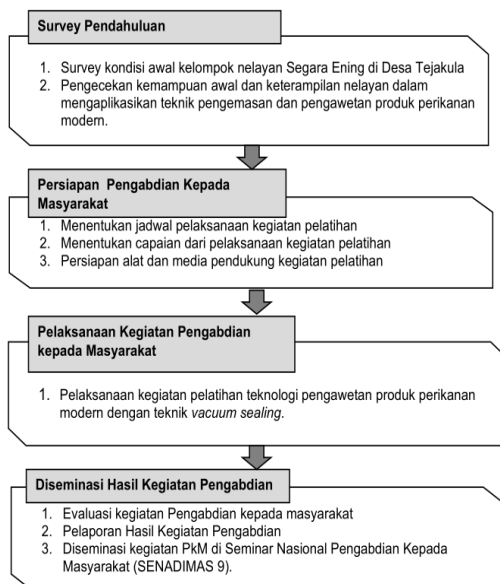 Survey Pendahuluan
1. Survey kondisi awal kelompok nelayan Segara Ening di Desa Tejakula
2. Pengecekan kemampuan awal dan keterampilan nelayan dalam
mengaplikasikan teknik pengemasan dan pengawetan produk perikanan
modern.
Persiapan Pengabdian Kepada
Masyarakat
1. Menentukan jadwal pelaksanaan kegiatan pelatihan
2. Menentukan capaian dari pelaksanaan kegiatan pelatihan
3. Persiapan alat dan media pendukung kegiatan pelatihan
Pelaksanaan Kegiatan Pengabdian
kepada Masyarakat
1. Pelaksanaan kegiatan pelatihan teknologi pengawetan produk perikanan
modern dengan teknik vacuum sealing.
Diseminasi Hasil Kegiatan Pengabdian
1. Evaluasi kegiatan Pengabdian kepada masyarakat
2. Pelaporan Hasil Kegiatan Pengabdian
3. Diseminasi kegiatan PkM di Seminar Nasional Pengabdian Kepada
Masyarakat (SENADIMAS 9).